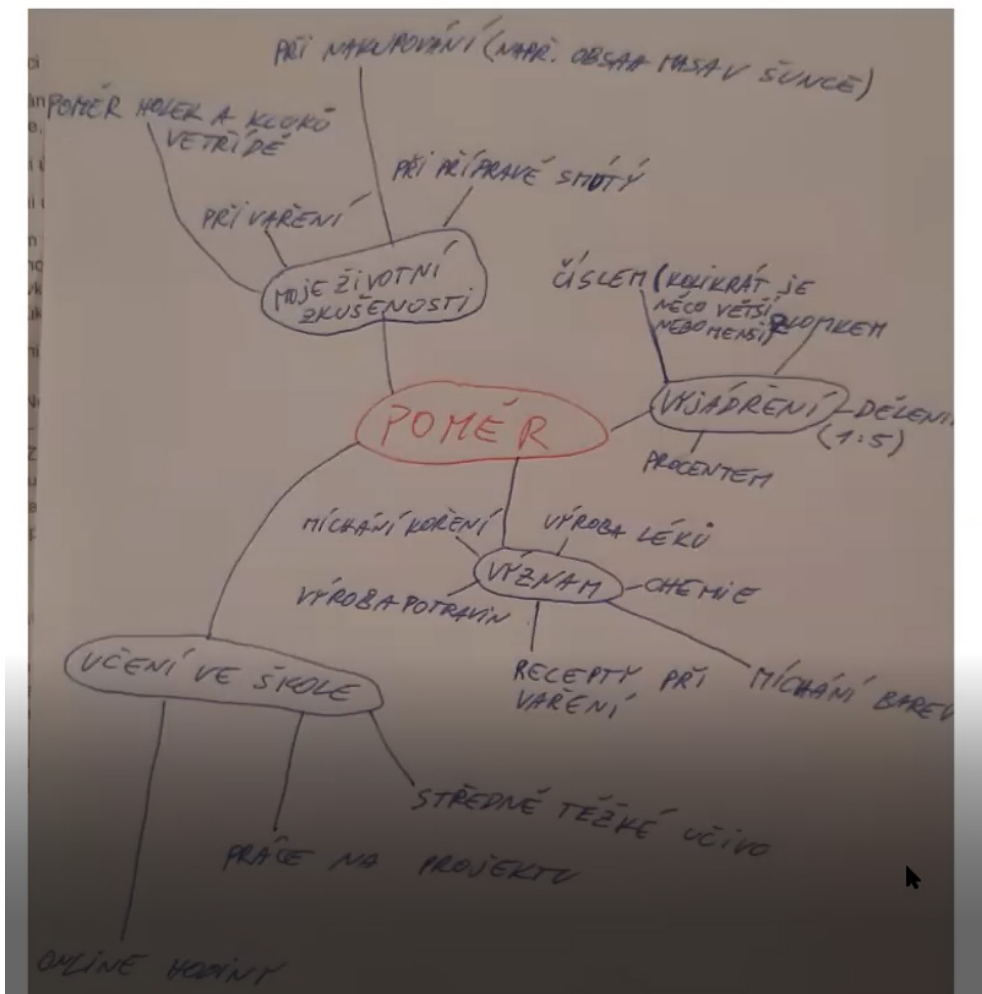 PŘI NAKUPOVÁNÍ (NAPŘ. OBSAH MASA V ŠUNCE)
POMĚR HOLEK A KLUKŮ
VE TŘÍDĚ
PŘI PŘÍPRAVĚ SMŮTÝ
PŘI VAŘENÍ
MOJE ŽIVOTNÍ
ZKUŠENOSTI
ČÍSLEM (KOLIKRÁT JE
NĚCO VĚTŠÍ
NEBO MENŠÍ)
ZLOMKEM
VYJÁDŘENÍ
DĚLENÍ
(1:5)
PROCENTEM
POMĚR
MÍCHÁNÍ KOŘENÍ
VÝROBA LÉKŮ
VÝZNAM
CHEMIE
VÝROBA POTRAVIN
RECEPTY PŘI
VAŘENÍ
MÍCHÁNÍ BAREV
UČENÍ VE ŠKOLE
STŘEDNĚ TĚŽKÉ UČIVO
PRÁCE NA PROJEKTU
ONLINE HODINY